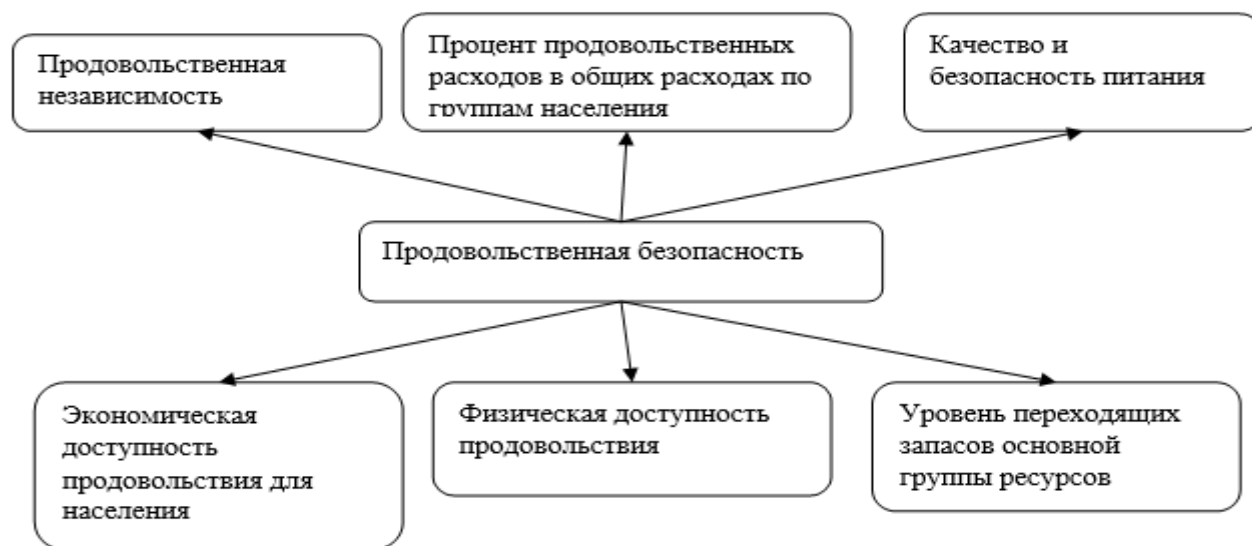 Продовольственная
независимость
Процент продовольственных
расходов в общих расходах по
группам населения
Качество и
безопасность питания
Продовольственная безопасность
Экономическая
доступность
продовольствия для
населения
Физическая доступность
продовольствия
Уровень переходящих
запасов основной
группы ресурсов